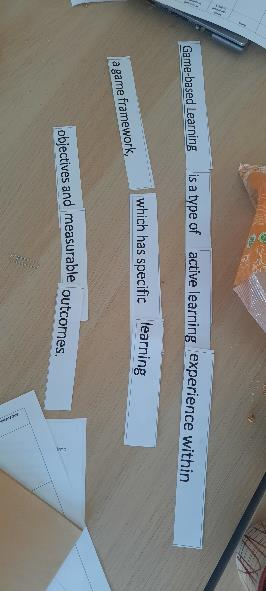 Game-based Learning is a type of active learning experience within
a game framework, which has specific learning
objectives and measurable outcomes.